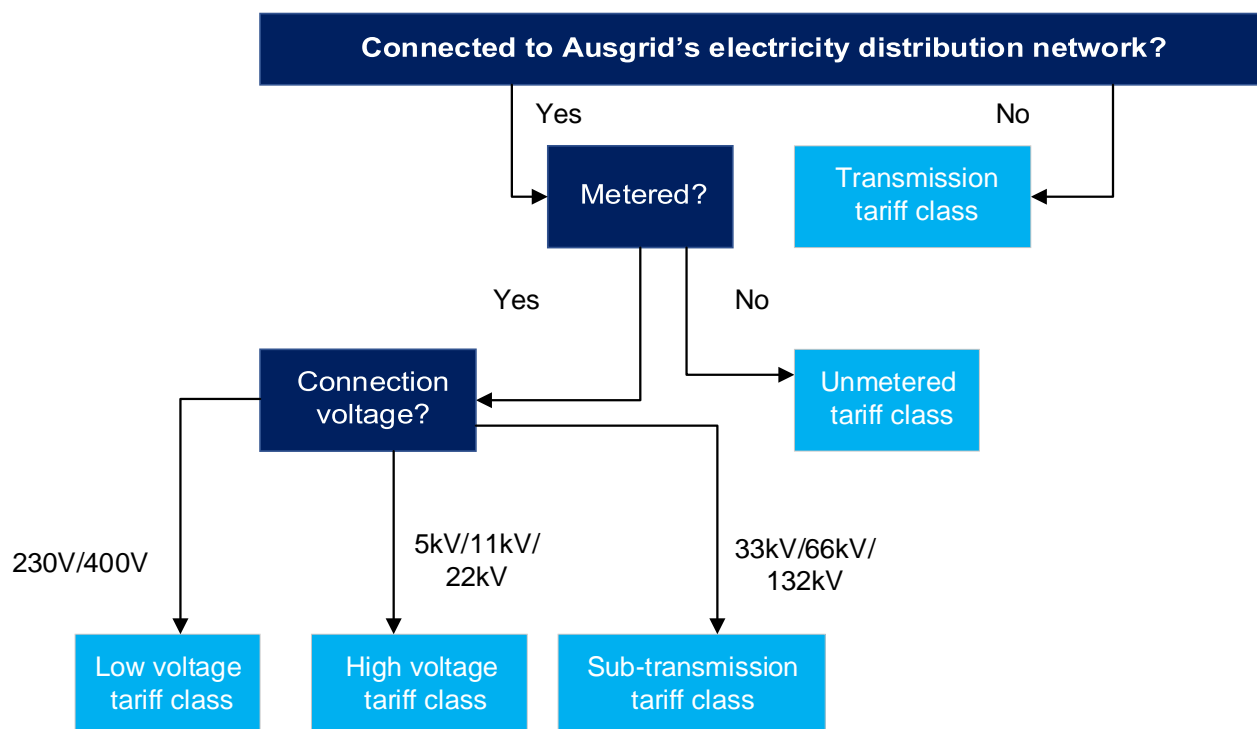 Connected to Ausgrid's electricity distribution network?
Yes
No
Metered?
Transmission
tariff class
Yes
No
Connection
voltage?
Unmetered
tariff class
230V/400V
5kV/11kV/
22kV
33kV/66kV/
132kV
Low voltage
tariff class
High voltage
tariff class
Sub-transmission
tariff class